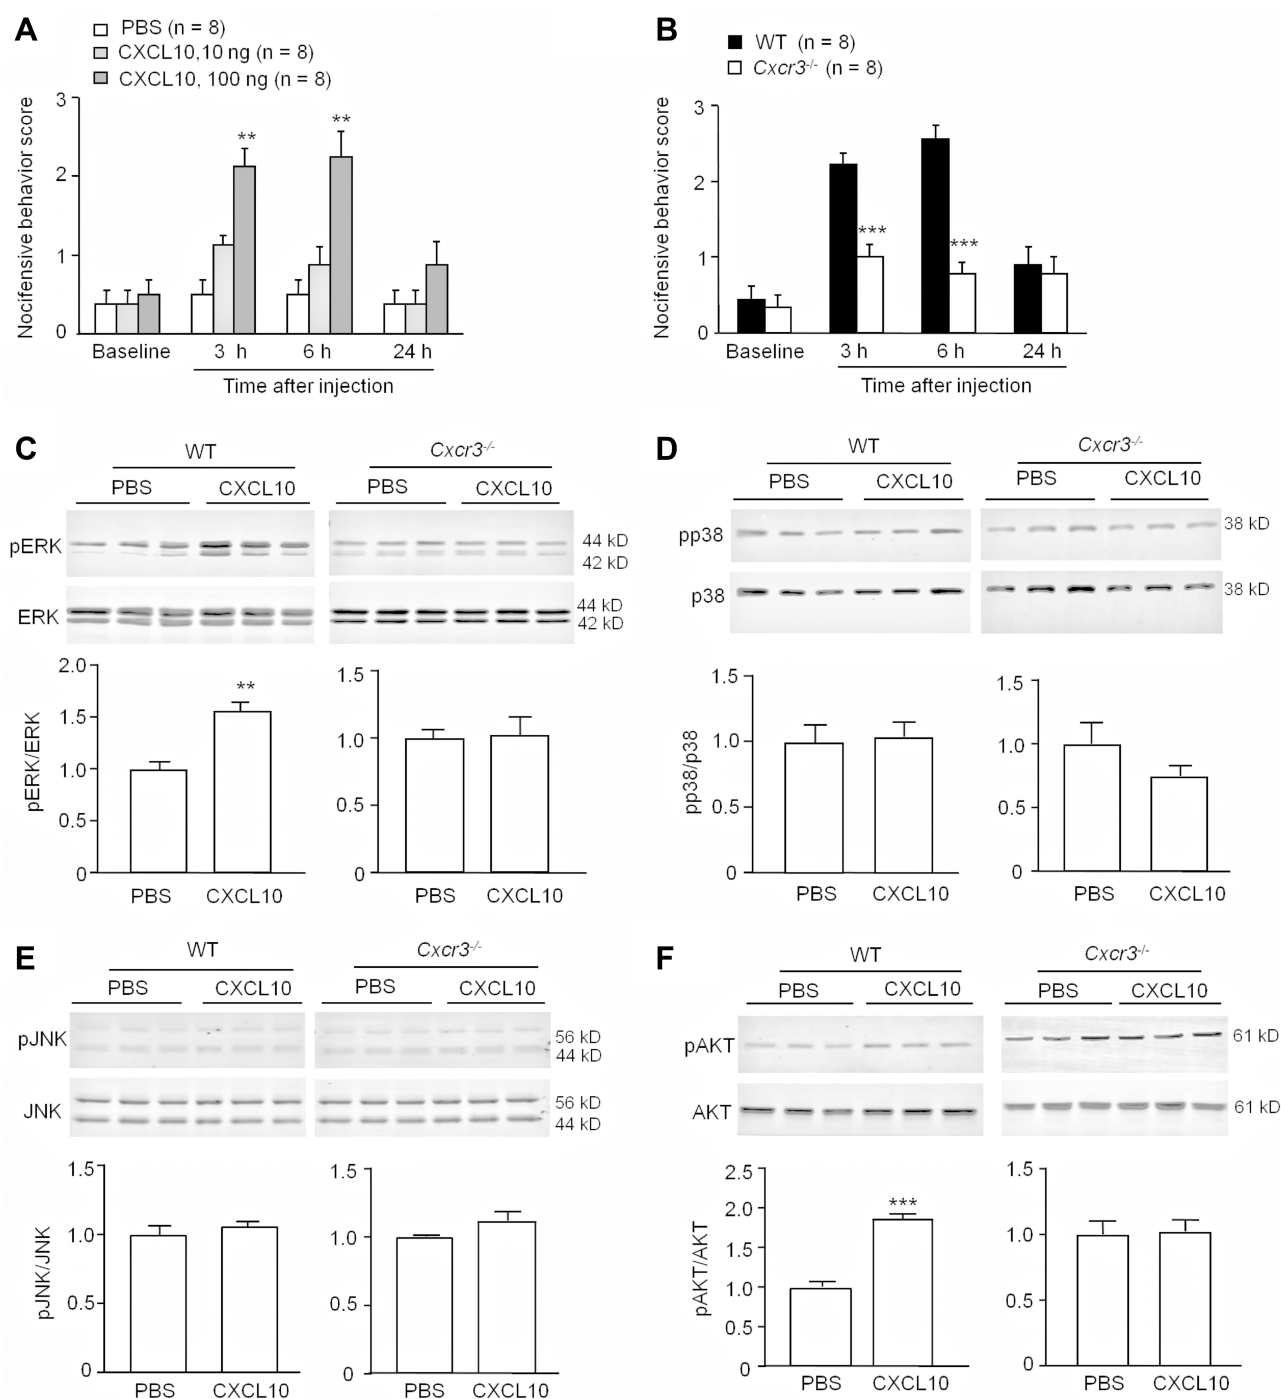 A
PBS (n = 8)
CXCL10,10 ng (n = 8)
CXCL10, 100 ng (n = 8)
Nocifensive behavior score
3
2
1
0
**
**
Baseline
3 h
6 h
24 h
Time after injection
B
WT (n = 8)
Cxcr3-/- (n = 8)
Nocifensive behavior score
3
2
1
0
***
***
Baseline
3 h
6 h
24 h
Time after injection
C
WT
Cxcr3-/-
PBS
CXCL10
PBS
CXCL10
pERK
44 kD
42 kD
ERK
44 kD
42 kD
pERK/ERK
2.0
1.5
1.0
0.5
0
**
PBS
CXCL10
1.5
1.0
0.5
0
PBS
CXCL10
D
WT
Cxcr3-/-
PBS
CXCL10
PBS
CXCL10
pp38
38 kD
p38
38 kD
pp38/p38
1.5
1.0
0.5
0
PBS
CXCL10
1.5
1.0
0.5
0
PBS
CXCL10
E
WT
Cxcr3-/-
PBS
CXCL10
PBS
CXCL10
pJNK
56 kD
44 kD
JNK
56 kD
44 kD
pJNK/JNK
1.5
1.0
0.5
0
PBS
CXCL10
1.5
1.0
0.5
0
PBS
CXCL10
F
WT
Cxcr3-/-
PBS
CXCL10
PBS
CXCL10
pAKT
61 kD
AKT
61 kD
pAKT/AKT
2.5
2.0
1.5
1.0
0.5
0
***
PBS
CXCL10
1.5
1.0
0.5
0
PBS
CXCL10